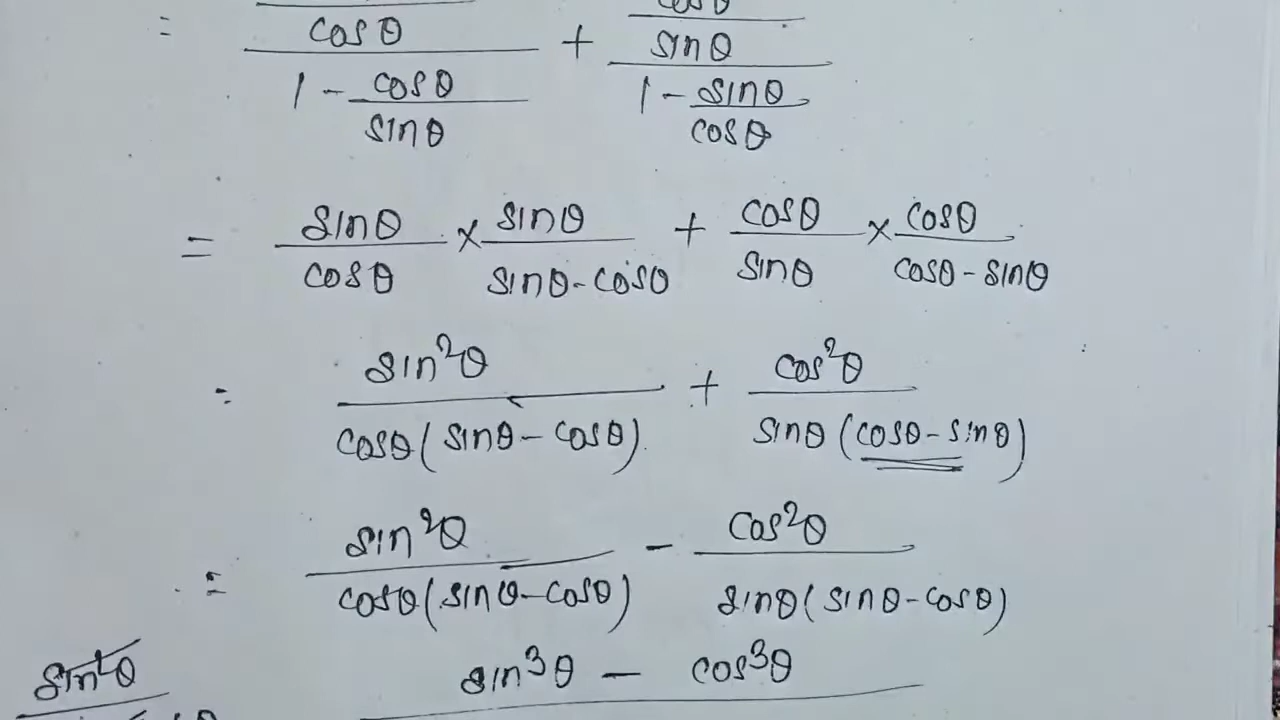 = cosθ/(1 - cosθ/sinθ) + cosθ/sinθ/(1 - sinθ/cosθ)
= sinθ/cosθ × sinθ/(sinθ-cosθ) + cosθ/sinθ × cosθ/(cosθ-sinθ)
= sin²θ/(cosθ(sinθ-cosθ)) + cos²θ/(sinθ(cosθ-sinθ))
= sin²θ/(cosθ(sinθ-cosθ)) - cos²θ/(sinθ(sinθ-cosθ))
sin³θ - cos³θ
sin²θ